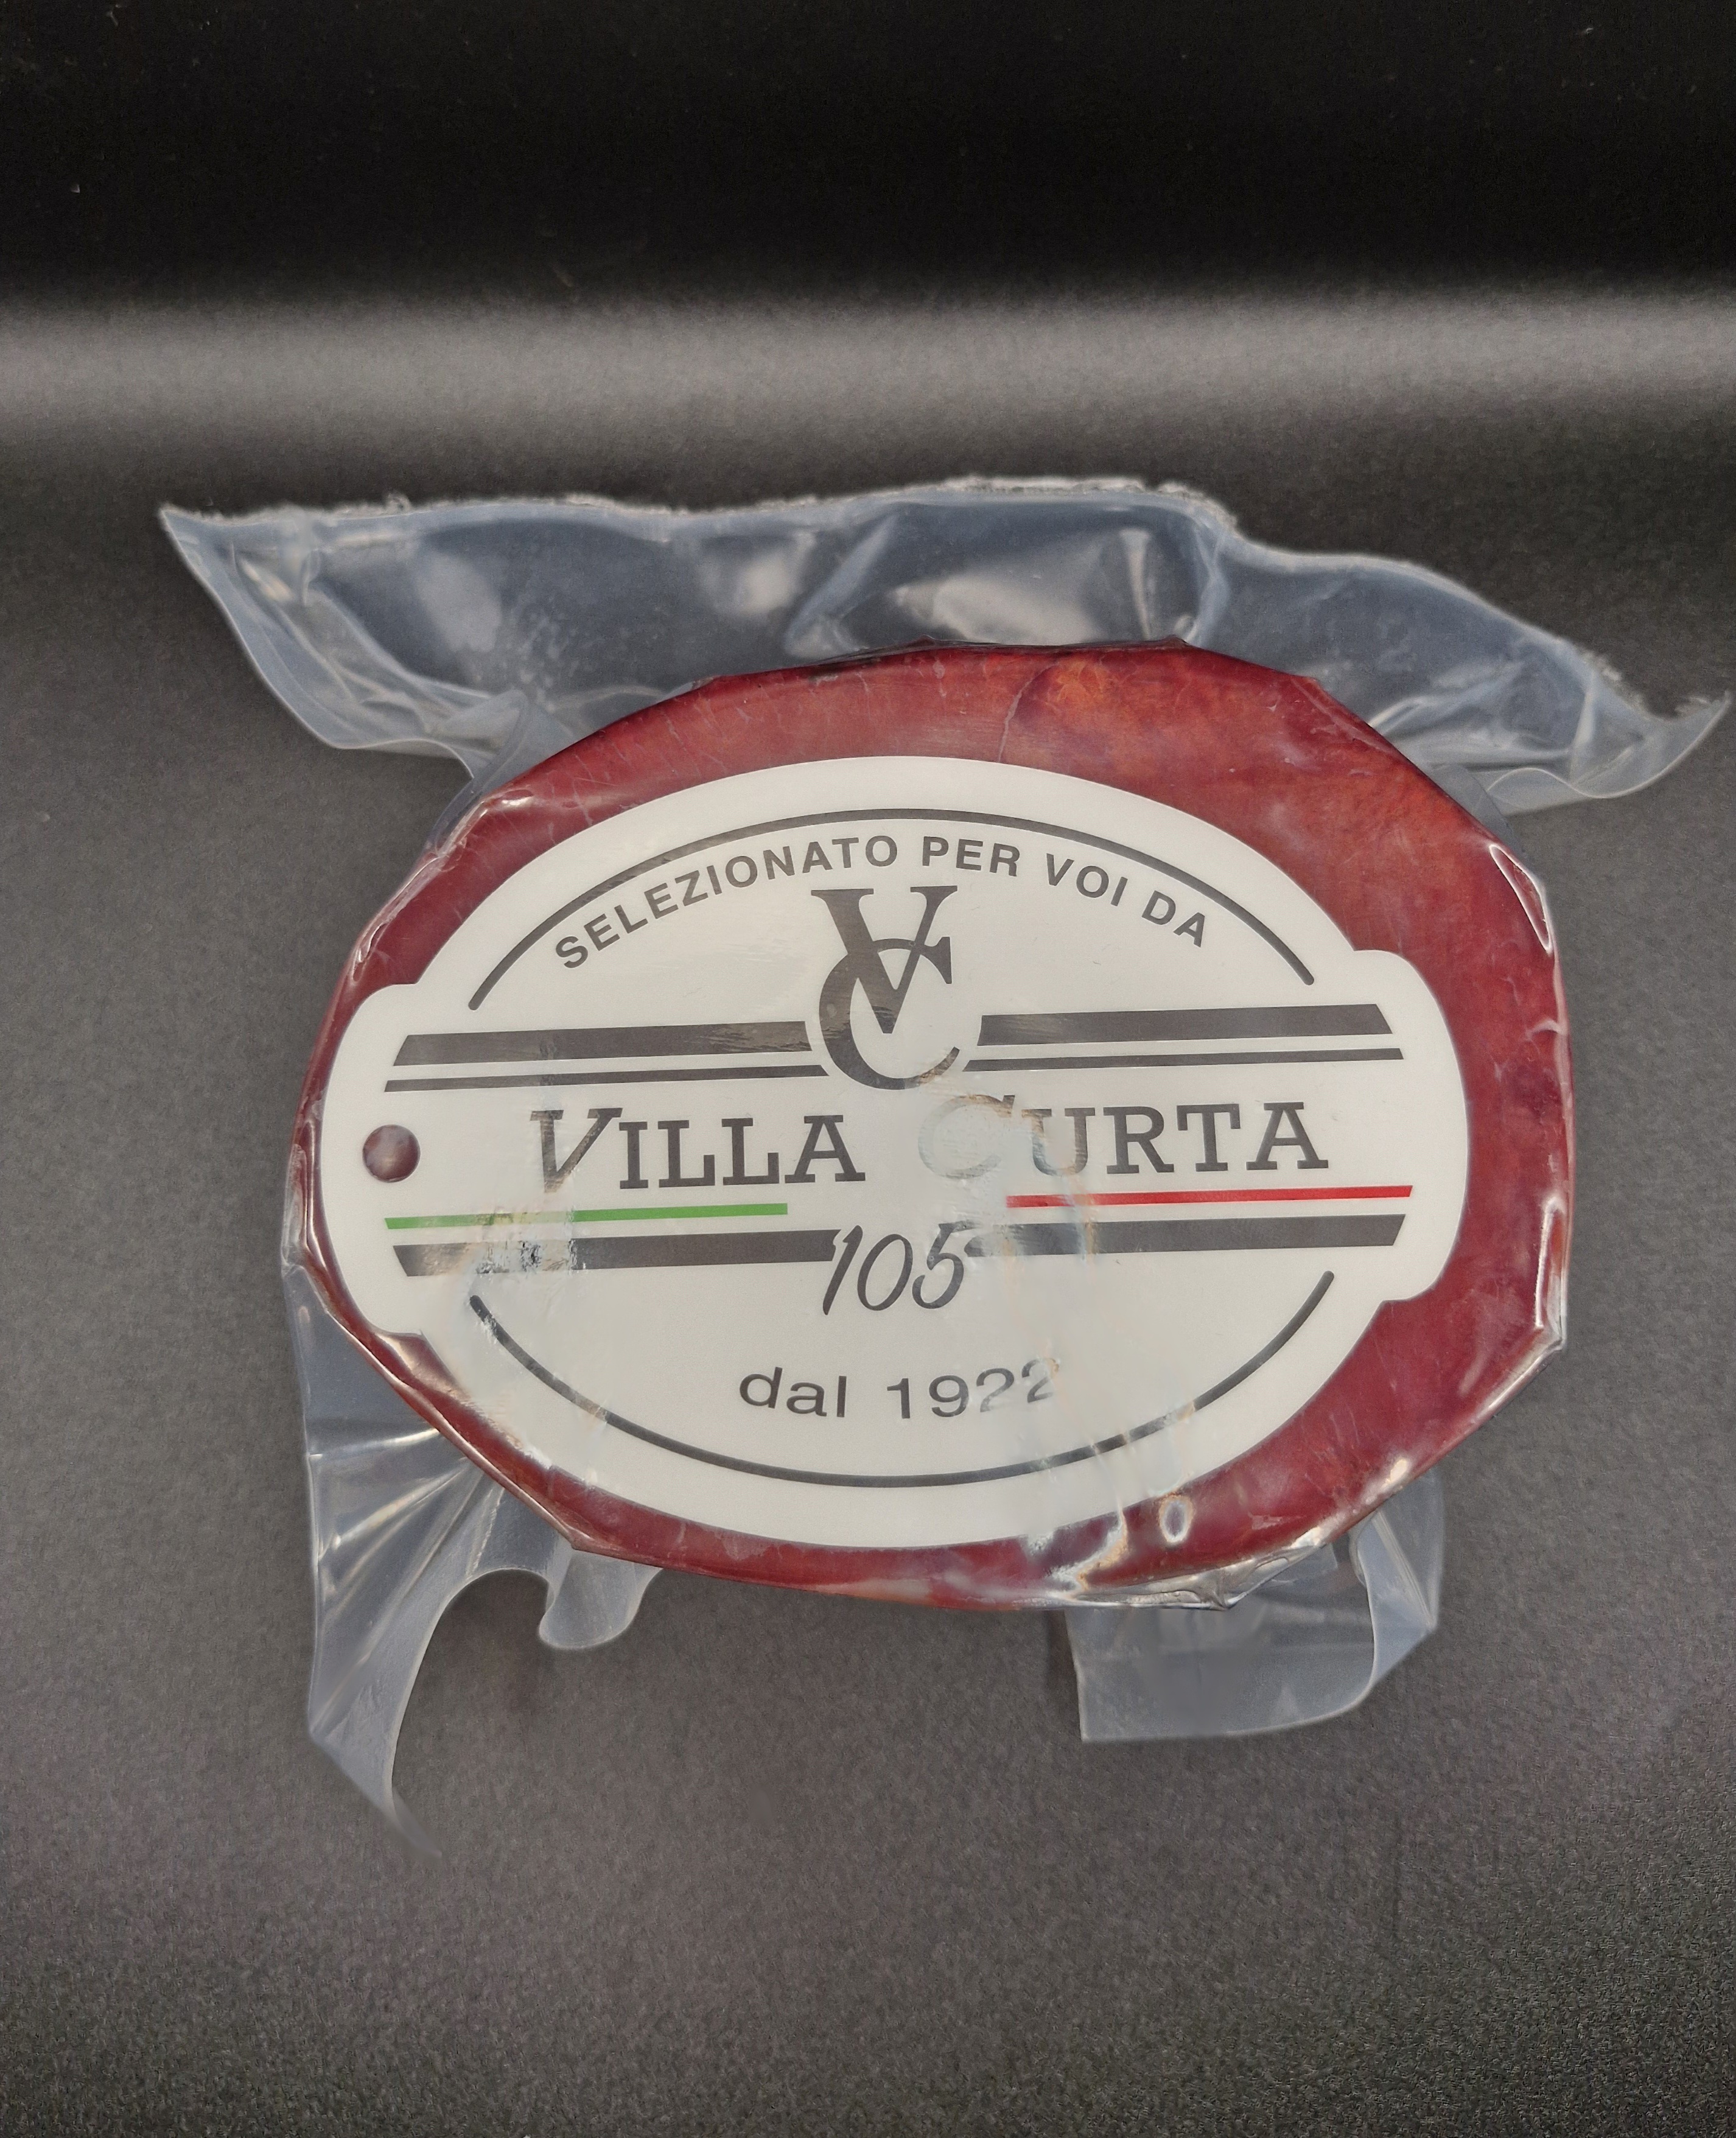 SELEZIONATO PER VOI DA
VC
VILLA CURTA
105
dal 1922